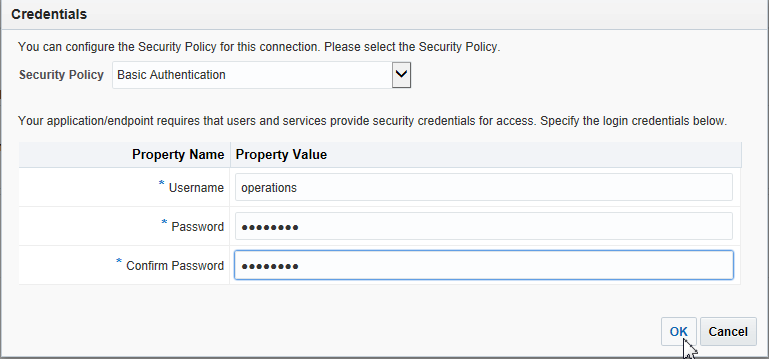 Credentials
You can configure the Security Policy for this connection. Please select the Security Policy.
Security Policy Basic Authentication
Your application/endpoint requires that users and services provide security credentials for access. Specify the login credentials below.
Property Name Property Value
* Username operations
* Password ●●●●●●●●
* Confirm Password ●●●●●●●●
OK Cancel